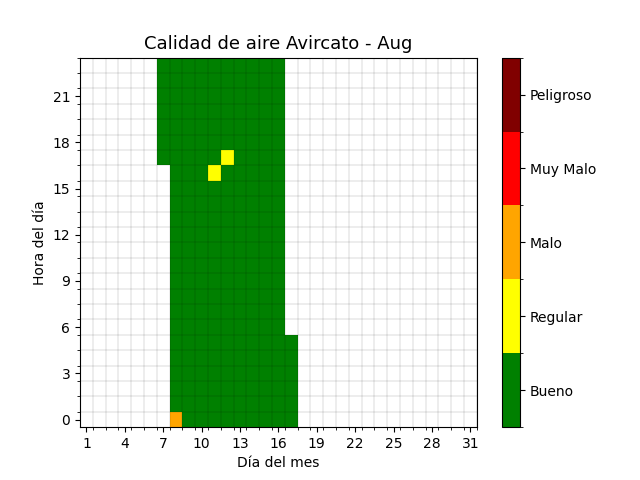 Calidad de aire Avircato - Aug
Hora del día
21
18
15
12
9
6
3
0
1 4 7 10 13 16 19 22 25 28 31
Día del mes
Peligroso
Muy Malo
Malo
Regular
Bueno